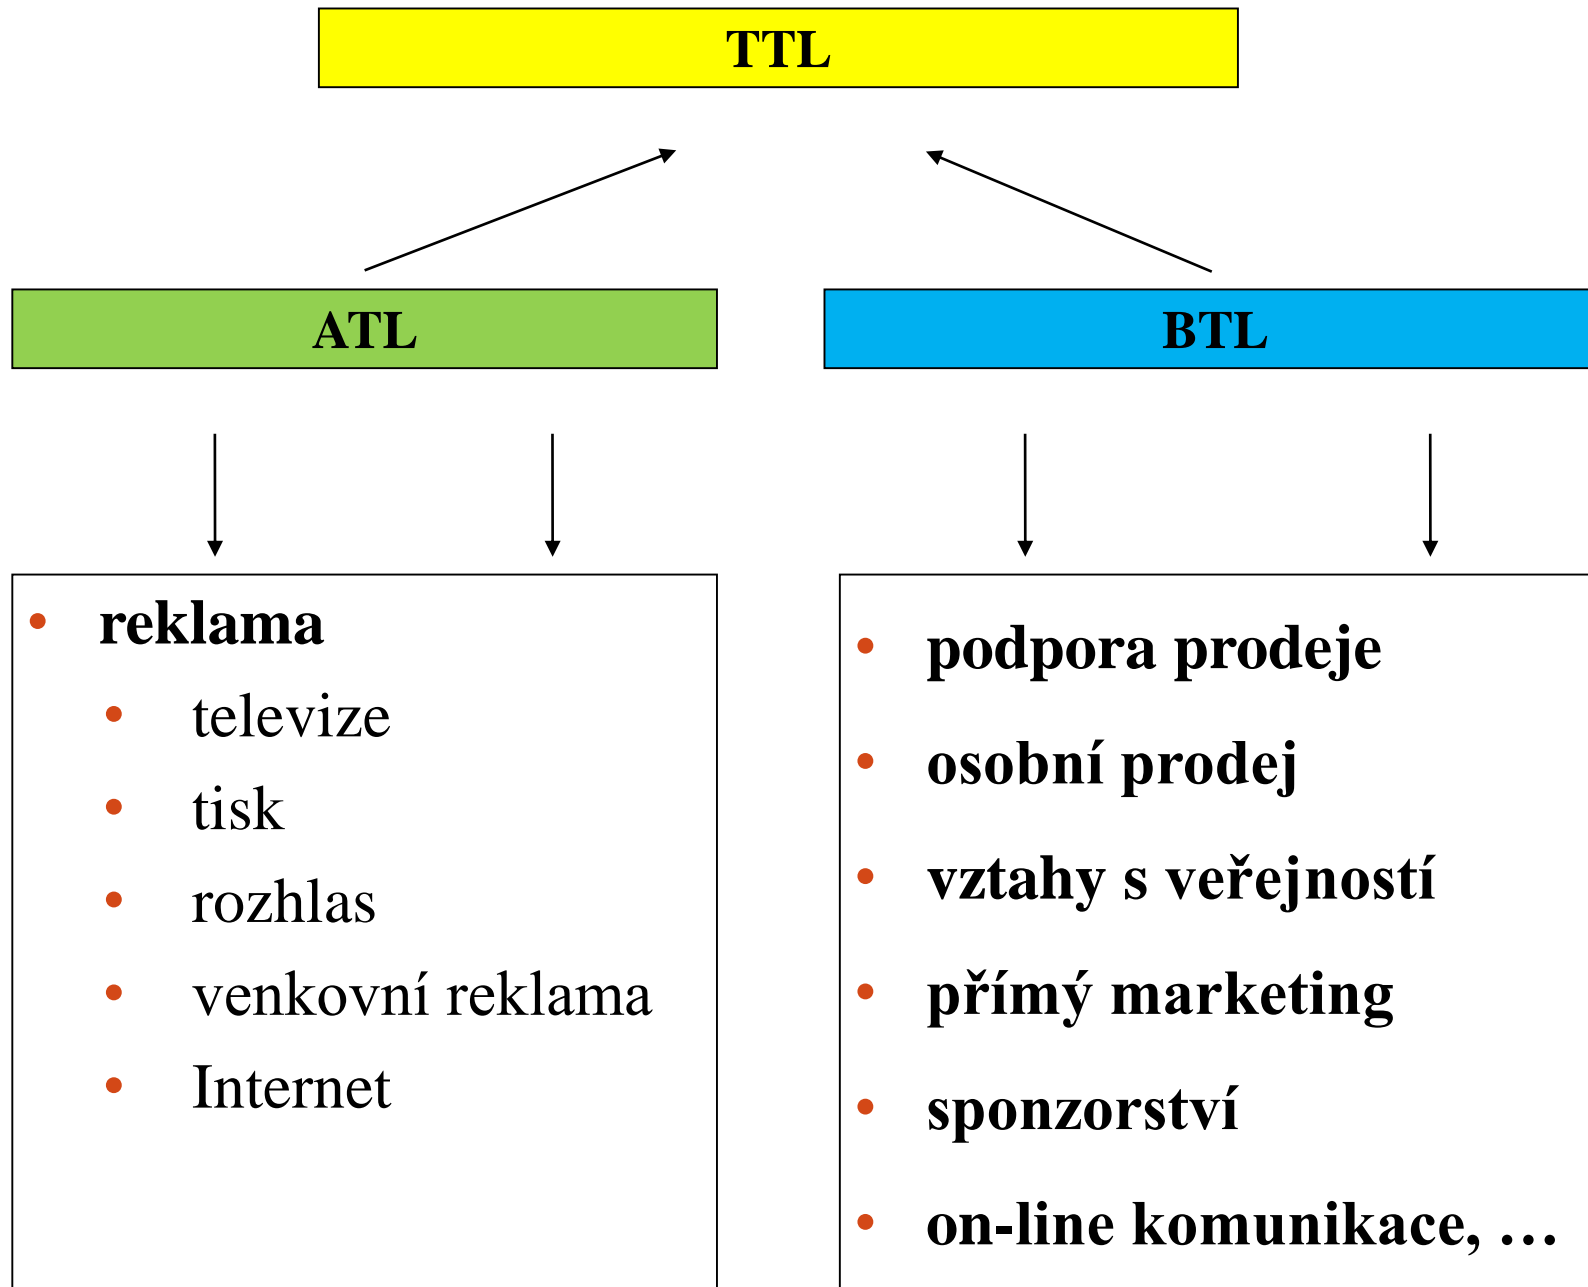 TTL
ATL
BTL
• reklama
• televize
• tisk
• rozhlas
• venkovní reklama
• Internet
• podpora prodeje
• osobní prodej
• vztahy s veřejností
• přímý marketing
• sponzorství
• on-line komunikace, …